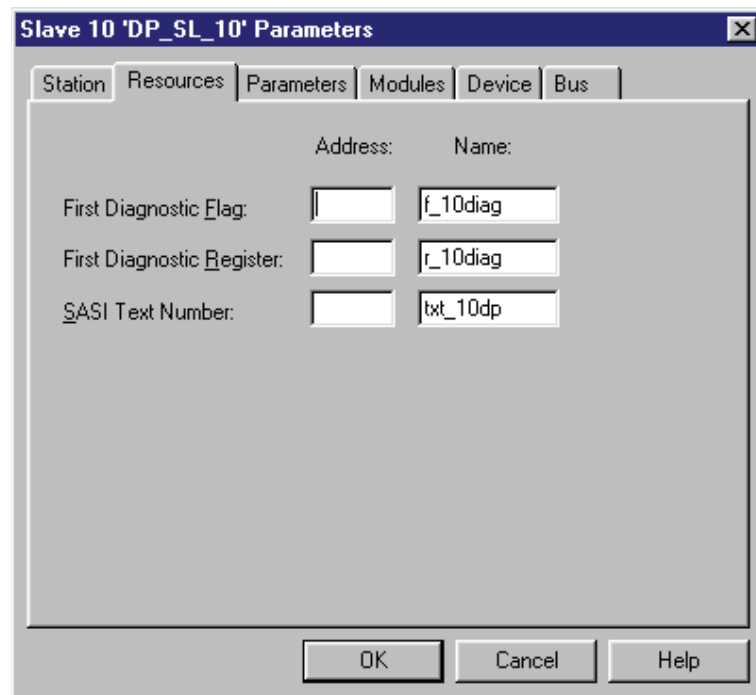 Slave 10 'DP_SL_10' Parameters
Station Resources Parameters Modules Device Bus
Address: Name:
First Diagnostic Flag: f_10diag
First Diagnostic Register: r_10diag
SASI Text Number: txt_10dp
OK Cancel Help